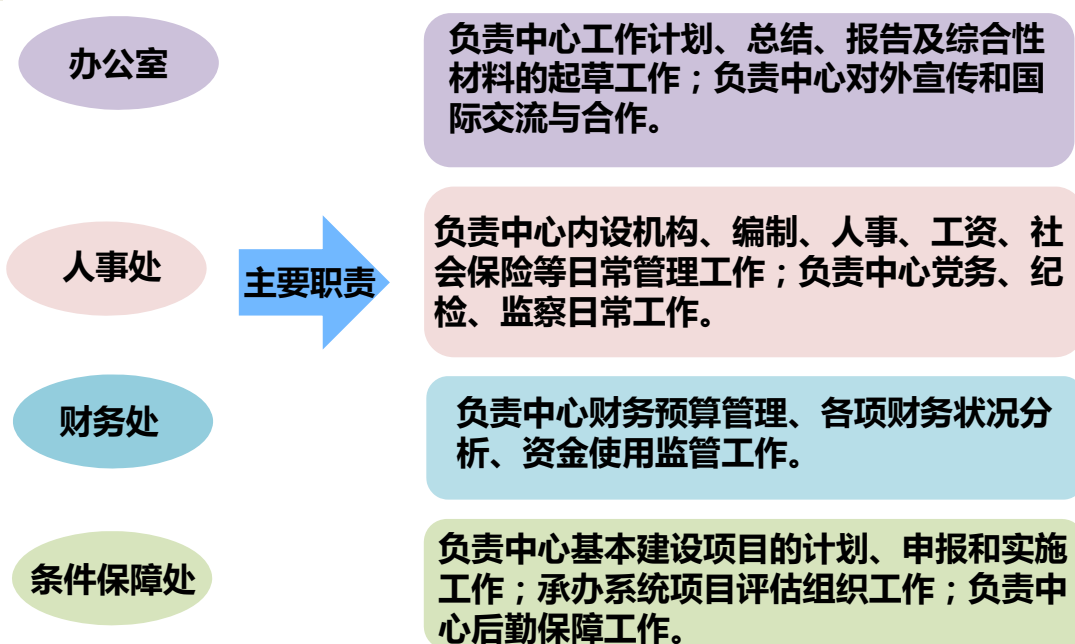 办公室
负责中心工作计划、总结、报告及综合性
材料的起草工作；负责中心对外宣传和国
际交流与合作。
人事处
主要职责
负责中心内设机构、编制、人事、工资、社
会保险等日常管理工作；负责中心党务、纪
检、监察日常工作。
财务处
负责中心财务预算管理、各项财务状况分
析、资金使用监管工作。
条件保障处
负责中心基本建设项目的计划、申报和实施
工作；承办系统项目评估组织工作；负责中
心后勤保障工作。